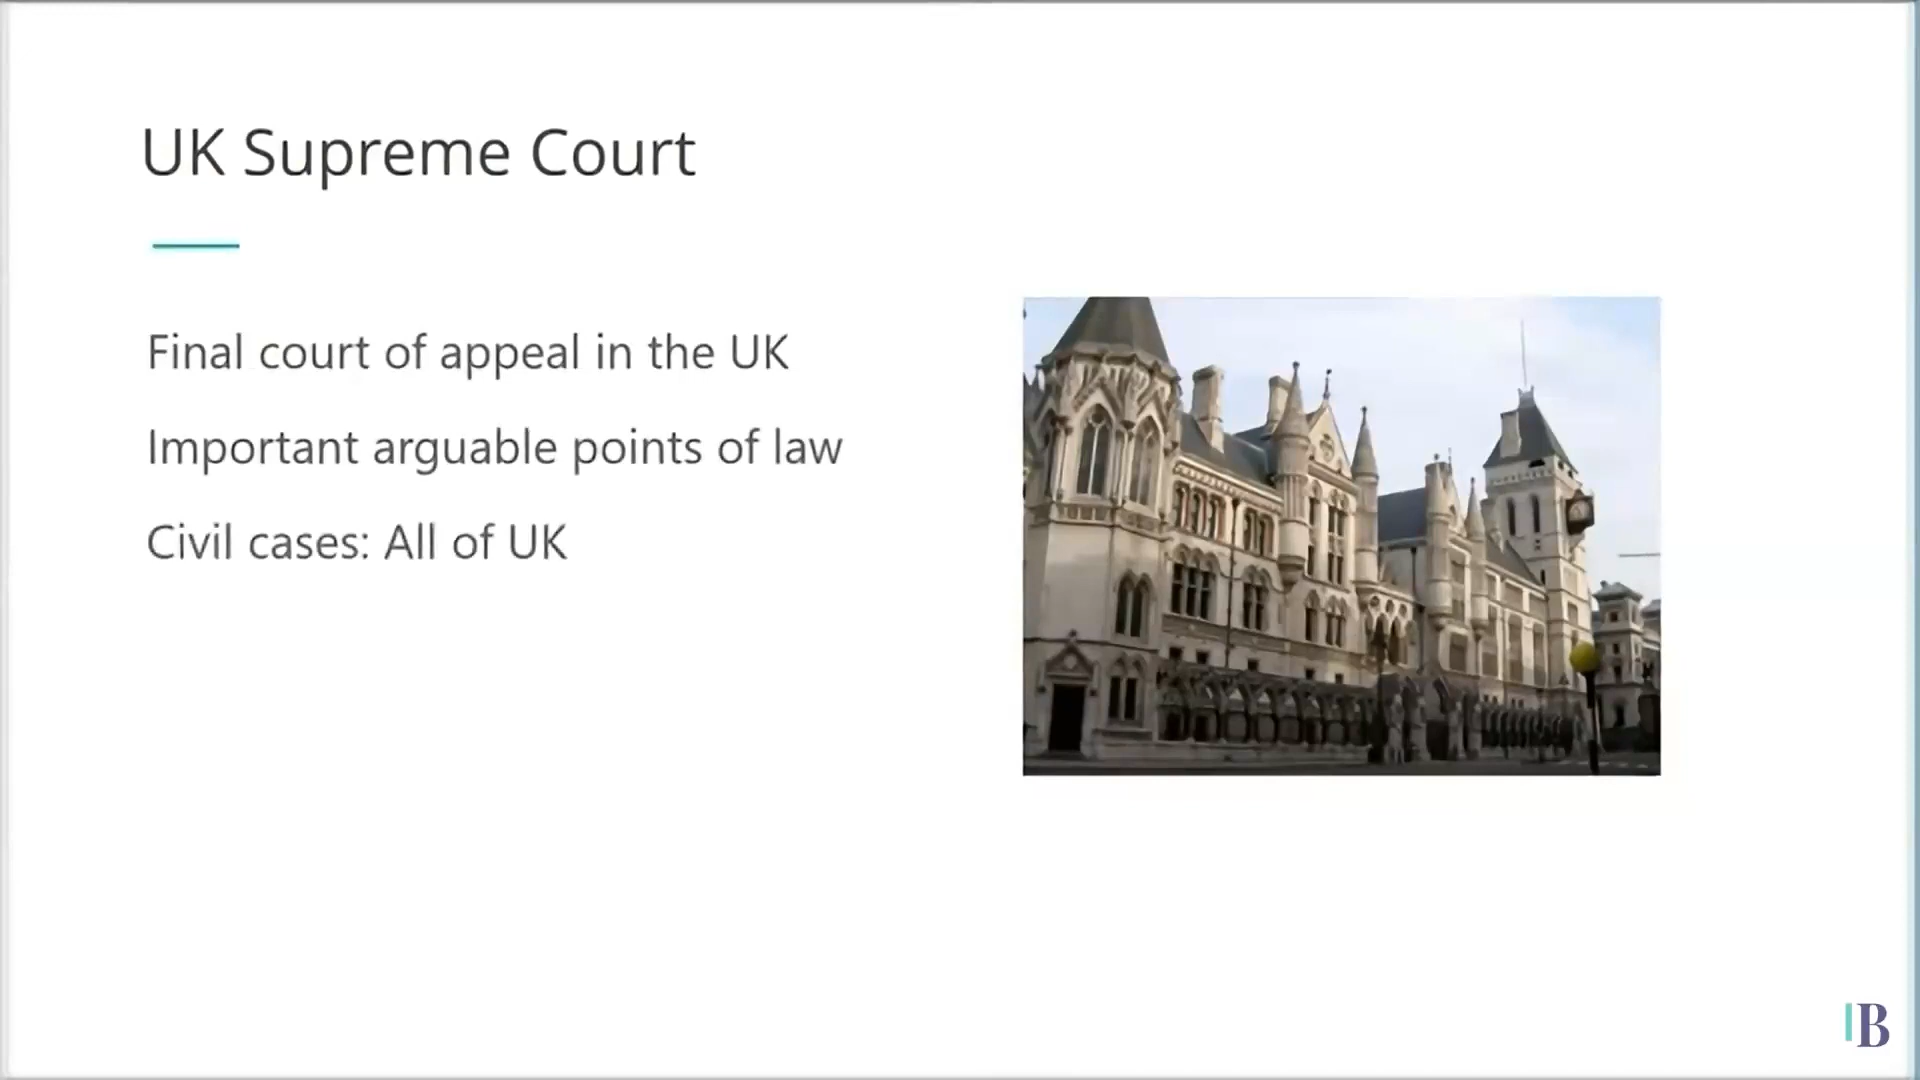 UK Supreme Court
Final court of appeal in the UK
Important arguable points of law
Civil cases: All of UK
B